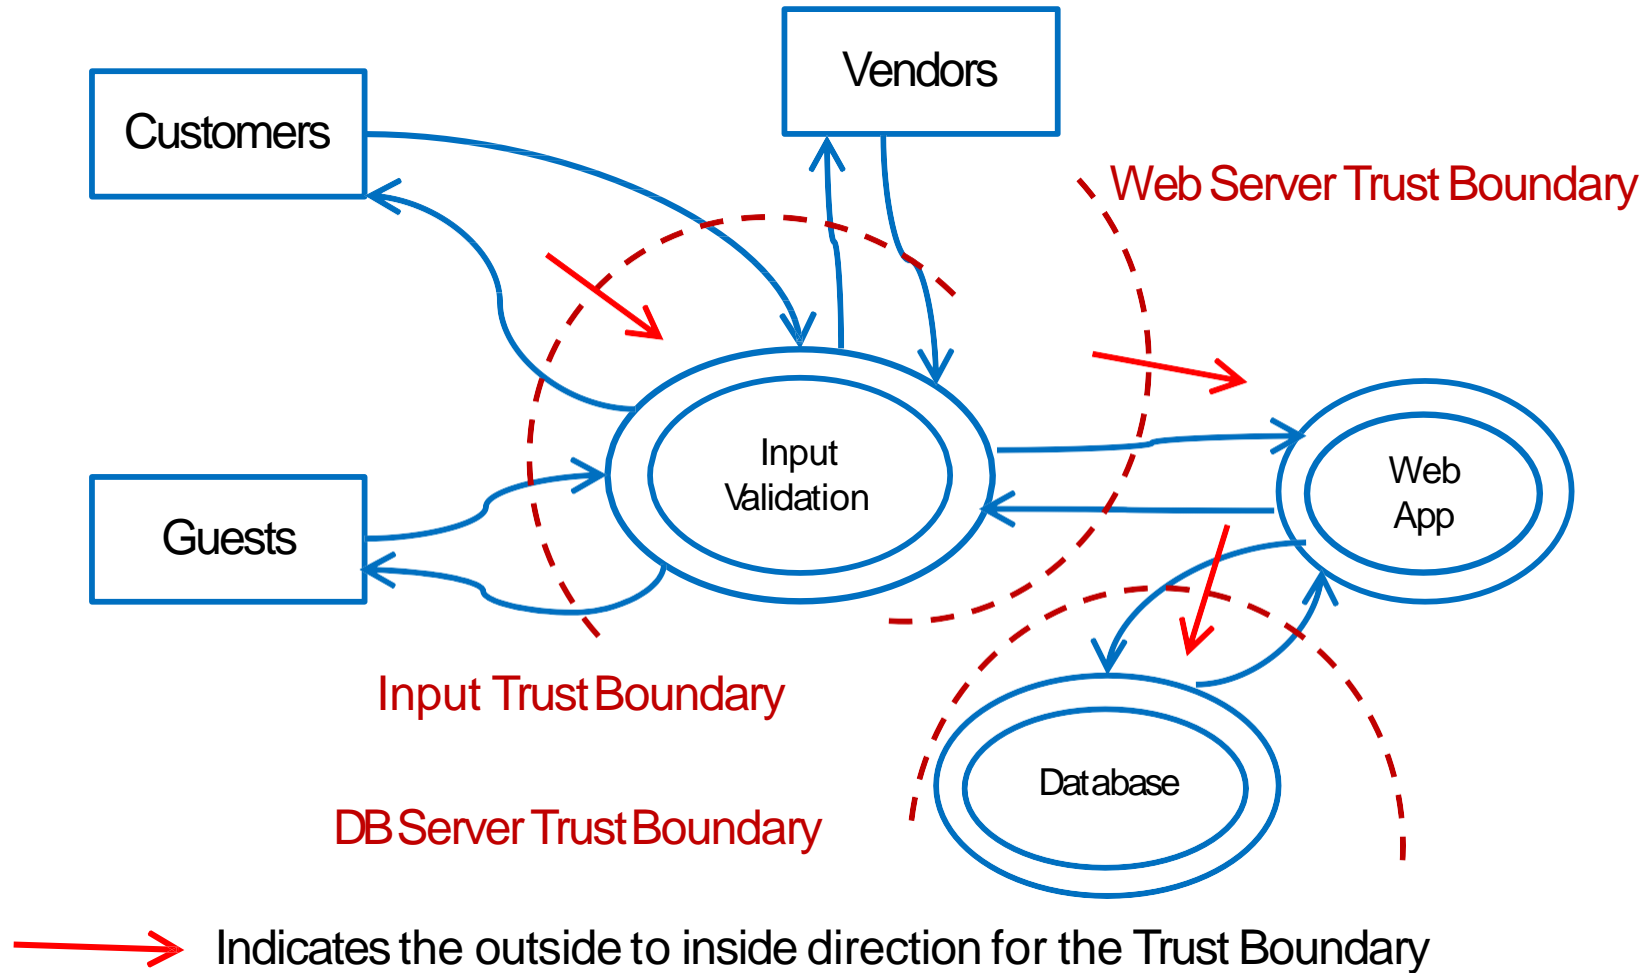 Vendors
Customers
Web Server Trust Boundary
Input
Validation
Web
App
Guests
Input Trust Boundary
Database
DB Server Trust Boundary
Indicates the outside to inside direction for the Trust Boundary